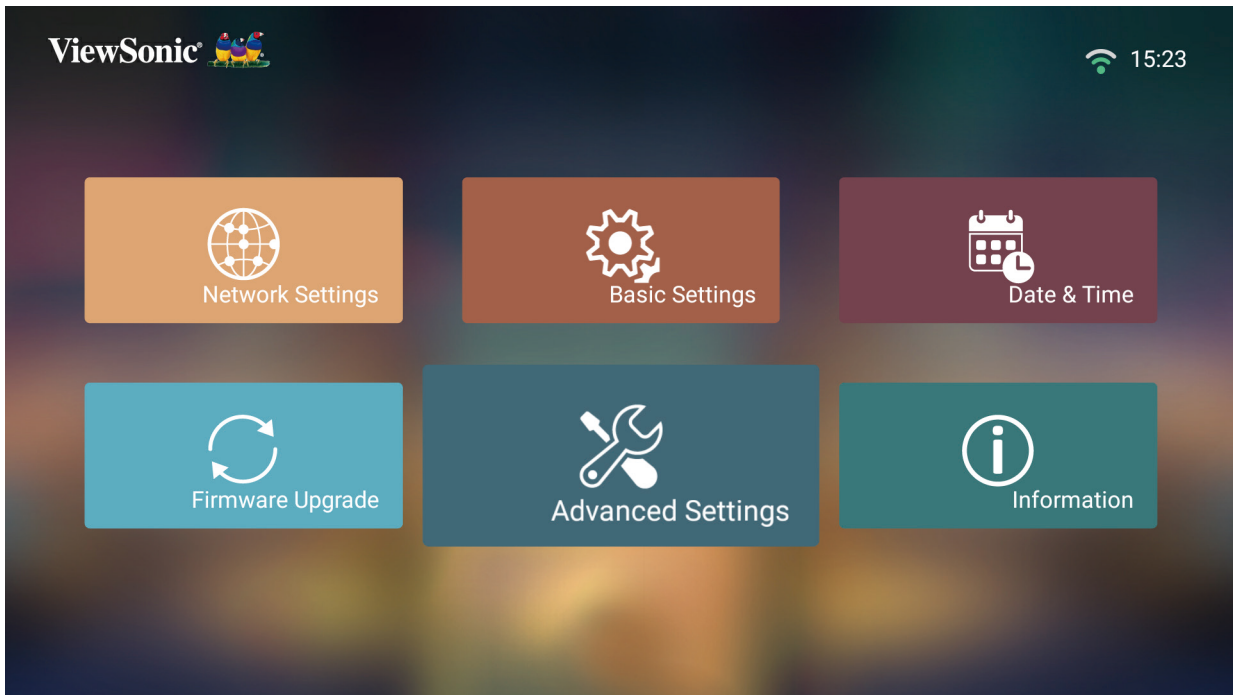 ViewSonic®
15:23
Network Settings
Basic Settings
Date & Time
Firmware Upgrade
Advanced Settings
Information